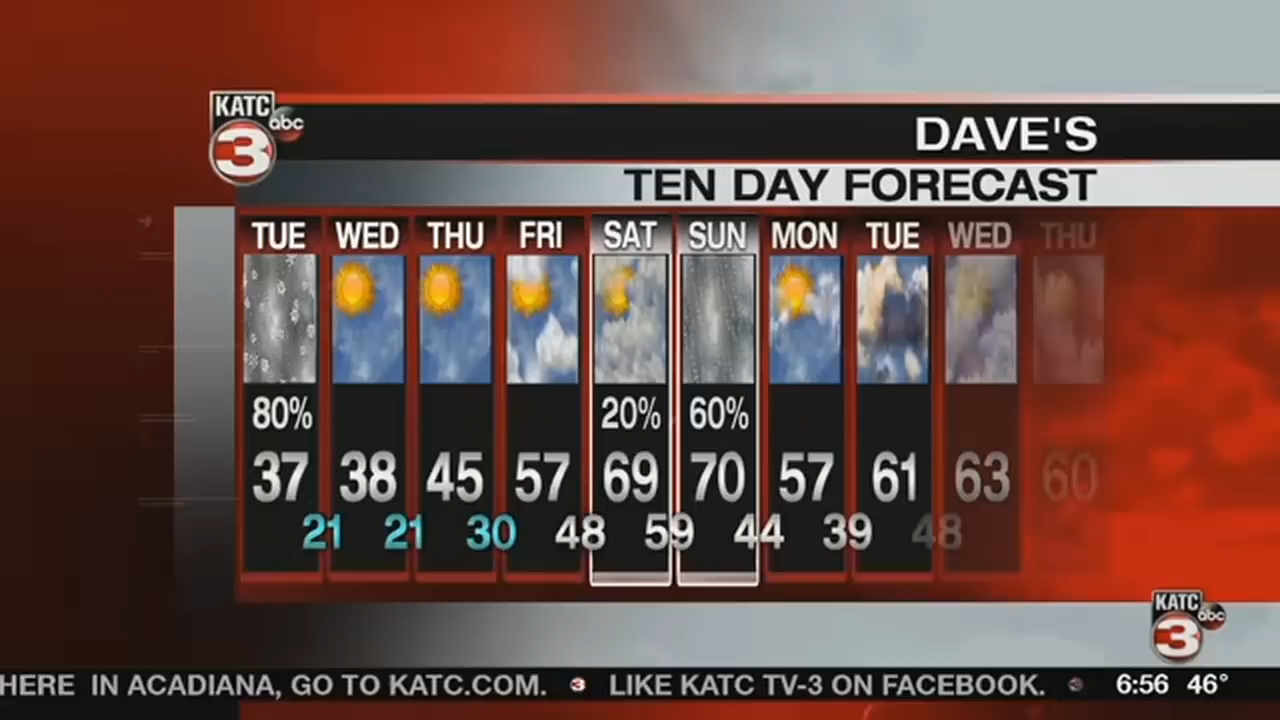 KATC
abc
3
DAVE'S
TEN DAY FORECAST
TUE WED THU FRI SAT SUN MON TUE WED THU
80% 20% 60%
37 38 45 57 69 70 57 61 63 60
21 21 30 48 59 44 39 48
KATC
abc
3
HERE IN ACADIANA, GO TO KATC.COM. 3 LIKE KATC TV-3 ON FACEBOOK. 3 6:56 46°